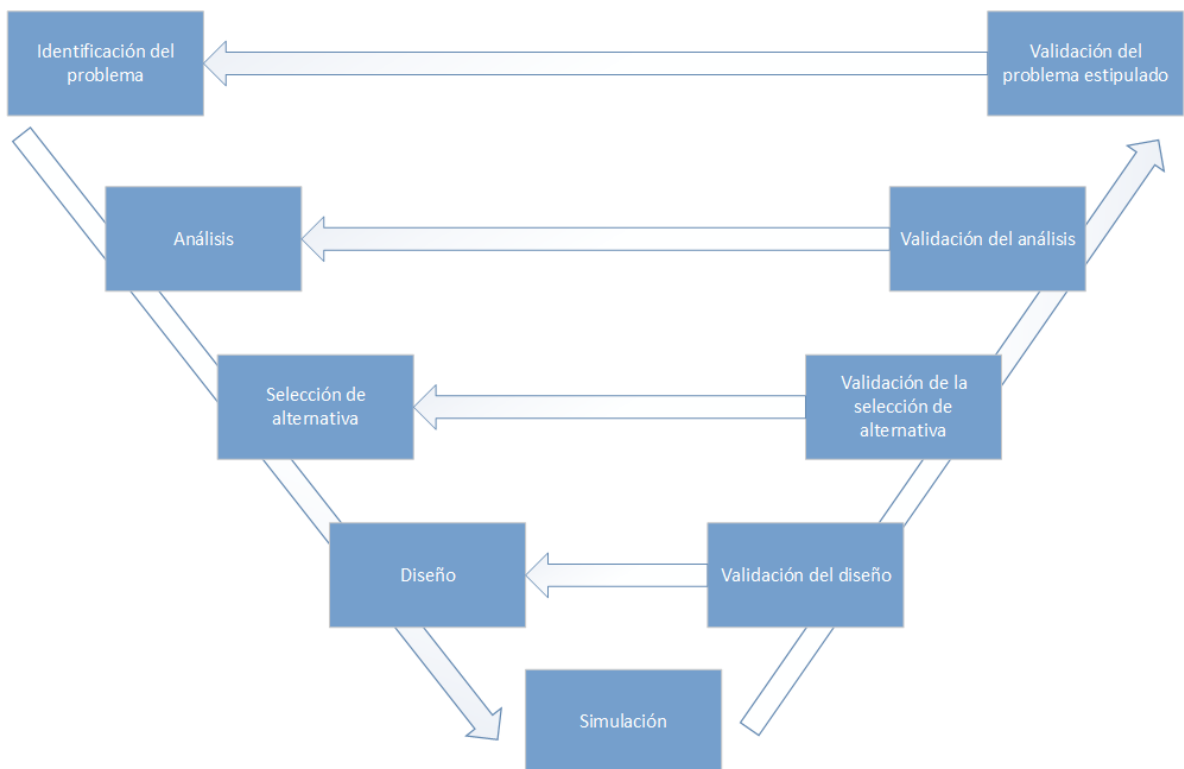 Identificación del
problema
Validación del
problema estipulado
Análisis
Validación del análisis
Selección de
alternativa
Validación de la
selección de
alternativa
Diseño
Validación del diseño
Simulación